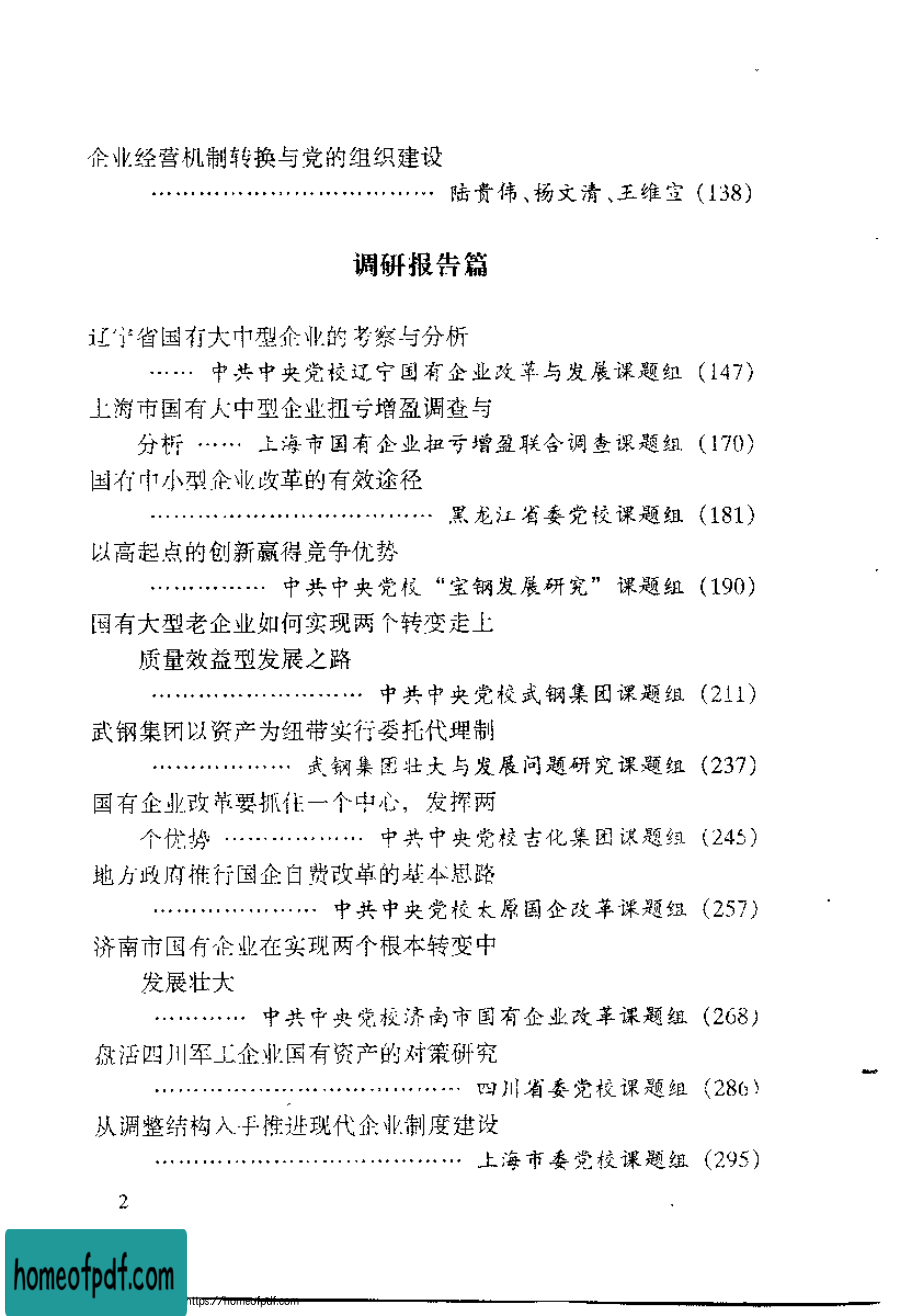 企业经营机制转换与党的组织建设
………………………………… 陆贵伟、杨文清、王维宣 (138)
调研报告篇
辽宁省国有大中型企业的考察与分析
…… 中共中央党校辽宁国有企业改革与发展课题组 (147)
上海市国有大中型企业扭亏增盈调查与
分析 …… 上海市国有企业扭亏增盈联合调查课题组 (170)
国有中小型企业改革的有效途径
………………………………… 黑龙江省委党校课题组 (181)
以高起点的创新赢得竞争优势
…………… 中共中央党校“宝钢发展研究”课题组 (190)
国有大型老企业如何实现两个转变走上
质量效益型发展之路
………………………… 中共中央党校武钢集团课题组 (211)
武钢集团以资产为纽带实行委托代理制
……………… 武钢集团壮大与发展问题研究课题组 (237)
国有企业改革要抓住一个中心，发挥两
个优势 ……………… 中共中央党校吉化集团课题组 (245)
地方政府推行国企自费改革的基本思路
………………… 中共中央党校太原国企改革课题组 (257)
济南市国有企业在实现两个根本转变中
发展壮大
………… 中共中央党校济南市国有企业改革课题组 (268)
盘活四川军工企业国有资产的对策研究
………………………………… 四川省委党校课题组 (286)
从调整结构入手推进现代企业制度建设
………………………………… 上海市委党校课题组 (295)
2
homeofpdf.com
https://homeofpdf.com